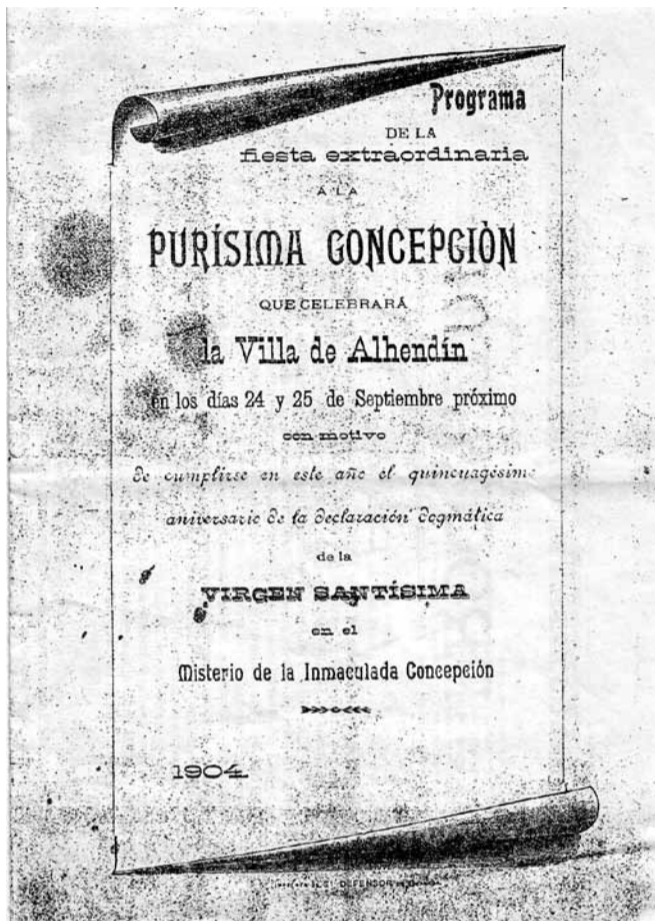 Programa
DE LA
fiesta extraordinaria
Á LA
PURÍSIMA CONCEPCIÒN
QUE CELEBRARÁ
la Villa de Alhendín
en los días 24 y 25 de Septiembre próximo
con motivo
de cumplirse en este año el quincuagésimo
aniversario de la declaración dogmática
de la
VIRGEN SANTÍSIMA
en el
Misterio de la Inmaculada Concepción
1904.
DEFENSOR